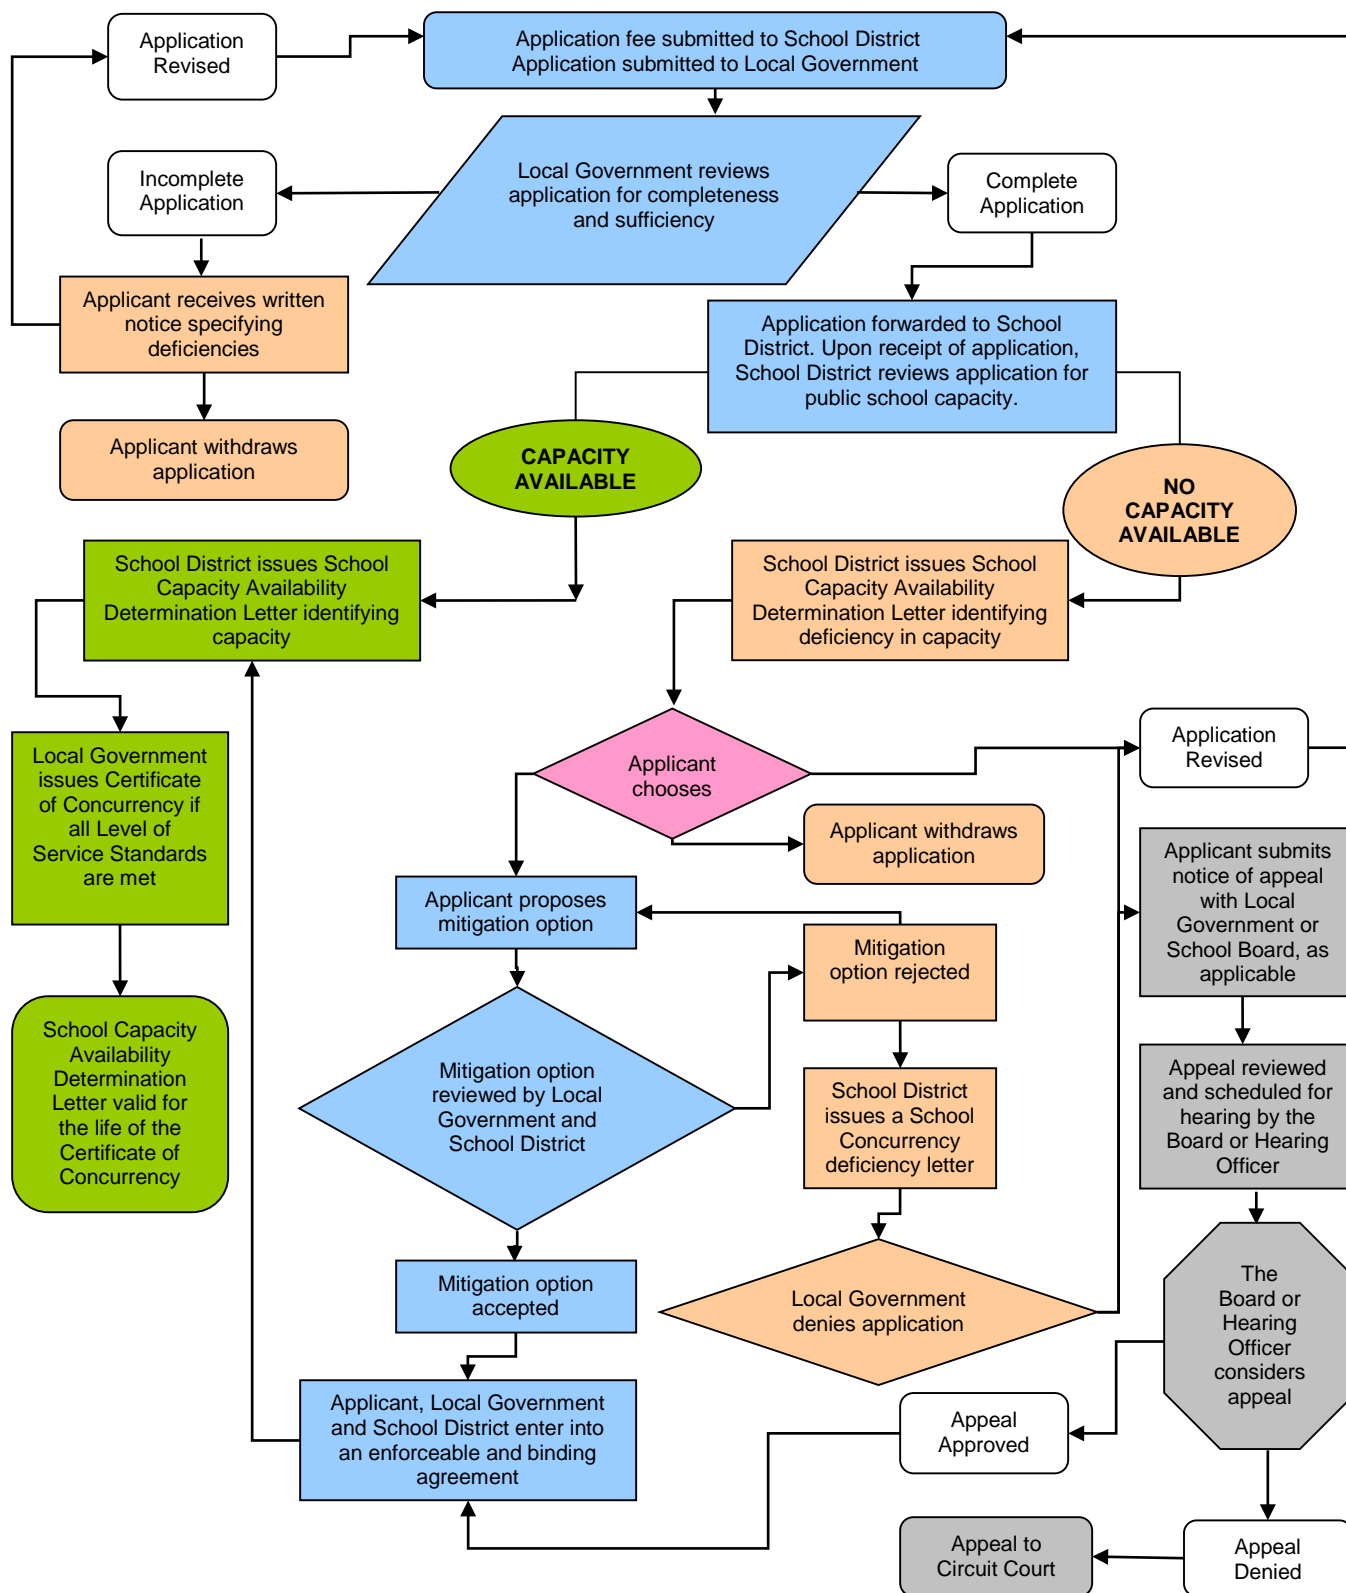 Application
Revised
Application fee submitted to School District
Application submitted to Local Government
Incomplete
Application
Local Government reviews
application for completeness
and sufficiency
Complete
Application
Applicant receives written
notice specifying
deficiencies
Application forwarded to School
District. Upon receipt of application,
School District reviews application for
public school capacity.
Applicant withdraws
application
CAPACITY
AVAILABLE
NO
CAPACITY
AVAILABLE
School District issues School
Capacity Availability
Determination Letter identifying
capacity
School District issues School
Capacity Availability
Determination Letter identifying
deficiency in capacity
Local Government
issues Certificate
of Concurrency if
all Level of
Service Standards
are met
Applicant
chooses
Application
Revised
Applicant withdraws
application
Applicant submits
notice of appeal
with Local
Government or
School Board, as
applicable
Applicant proposes
mitigation option
Mitigation
option rejected
School Capacity
Availability
Determination
Letter valid for
the life of the
Certificate of
Concurrency
Mitigation option
reviewed by Local
Government and
School District
School District
issues a School
Concurrency
deficiency letter
Appeal reviewed
and scheduled for
hearing by the
Board or Hearing
Officer
Mitigation option
accepted
Local Government
denies application
The
Board or
Hearing
Officer
considers
appeal
Applicant, Local Government
and School District enter into
an enforceable and binding
agreement
Appeal
Approved
Appeal to
Circuit Court
Appeal
Denied